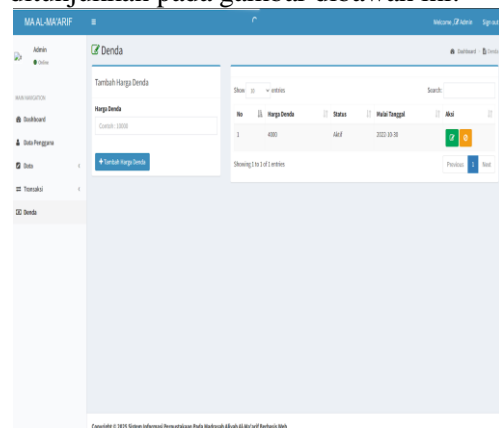 ditunjukkan pada gambar dibawah ini.
MA AL-MA'ARIF
Welcome, Admin Sign out
Admin
Online
Denda
Dashboard Denda
MAIN NAVIGATION
Dashboard
Data Pengguna
Data
Transaksi
Denda
Tambah Harga Denda
Harga Denda
Contoh : 10000
+ Tambah Harga Denda
Show 10 entries Search:
No Harga Denda Status Mulai Tanggal Aksi
1 4000 Aktif 2022-10-30
Showing 1 to 1 of 1 entries
Previous 1 Next
Copyright © 2025 Sistem Informasi Perpustakaan Pada Madrasah Aliyah Al-Ma'arif Berbasis Web